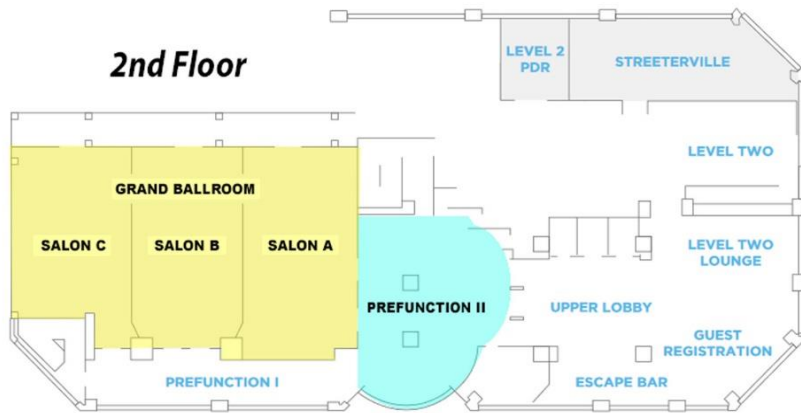 2nd Floor
LEVEL 2
PDR
STREETERVILLE
LEVEL TWO
GRAND BALLROOM
SALON C
SALON B
SALON A
LEVEL TWO
LOUNGE
PREFUNCTION II
UPPER LOBBY
GUEST
REGISTRATION
PREFUNCTION I
ESCAPE BAR